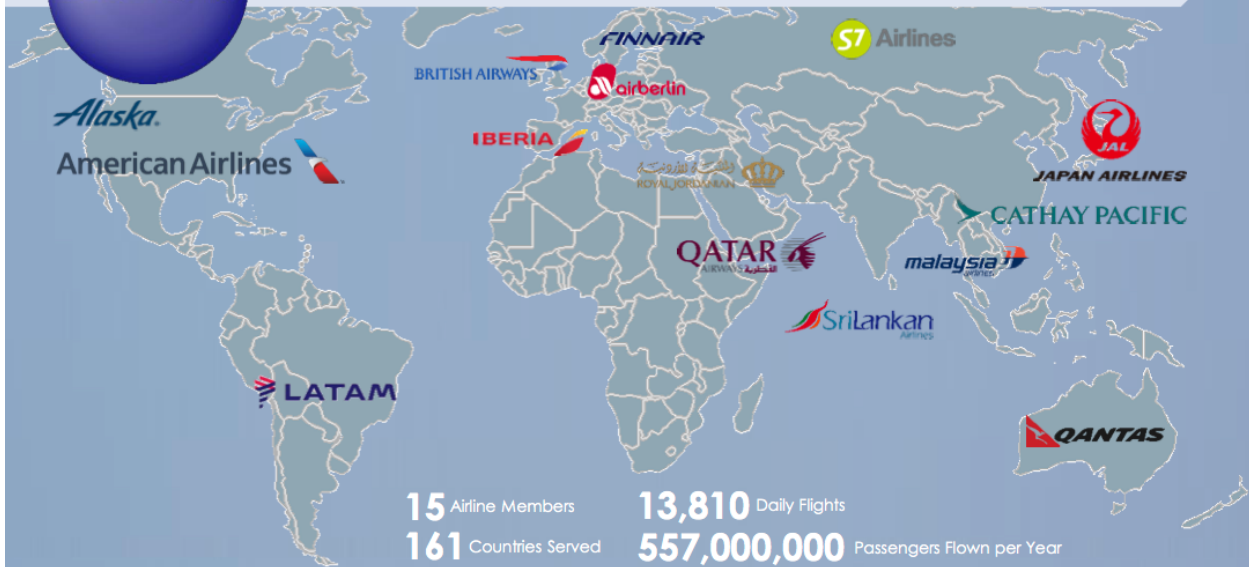 FINNAIR
S7 Airlines
BRITISH AIRWAYS
airberlin
Alaska.
IBERIA
American Airlines
JAL
JAPAN AIRLINES
ROYAL JORDANIAN
CATHAY PACIFIC
QATAR
AIRWAYS القطرية
malaysia
airlines
SriLankan
Airlines
LATAM
QANTAS
15 Airline Members
13,810 Daily Flights
161 Countries Served
557,000,000 Passengers Flown per Year